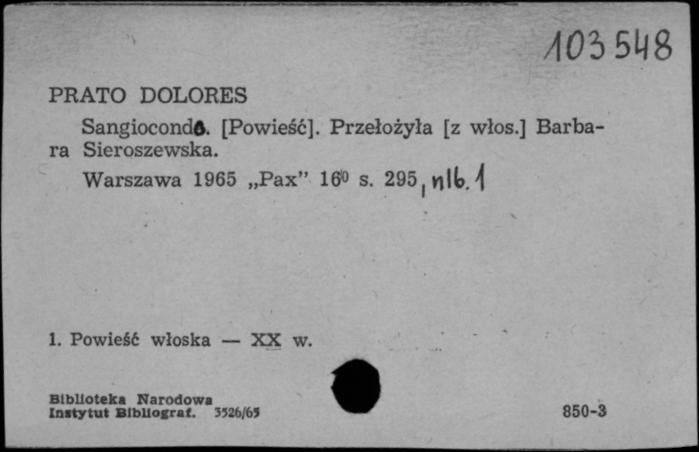 103548
PRATO DOLORES
Sangiocondo. [Powieść]. Przełożyła [z włos.] Barba-
ra Sieroszewska.
Warszawa 1965 „Pax” 16⁰ s. 295, nlb. 1
1. Powieść włoska — XX w.
Biblioteka Narodowa
Instytut Bibliograf. 3526/65
850-3